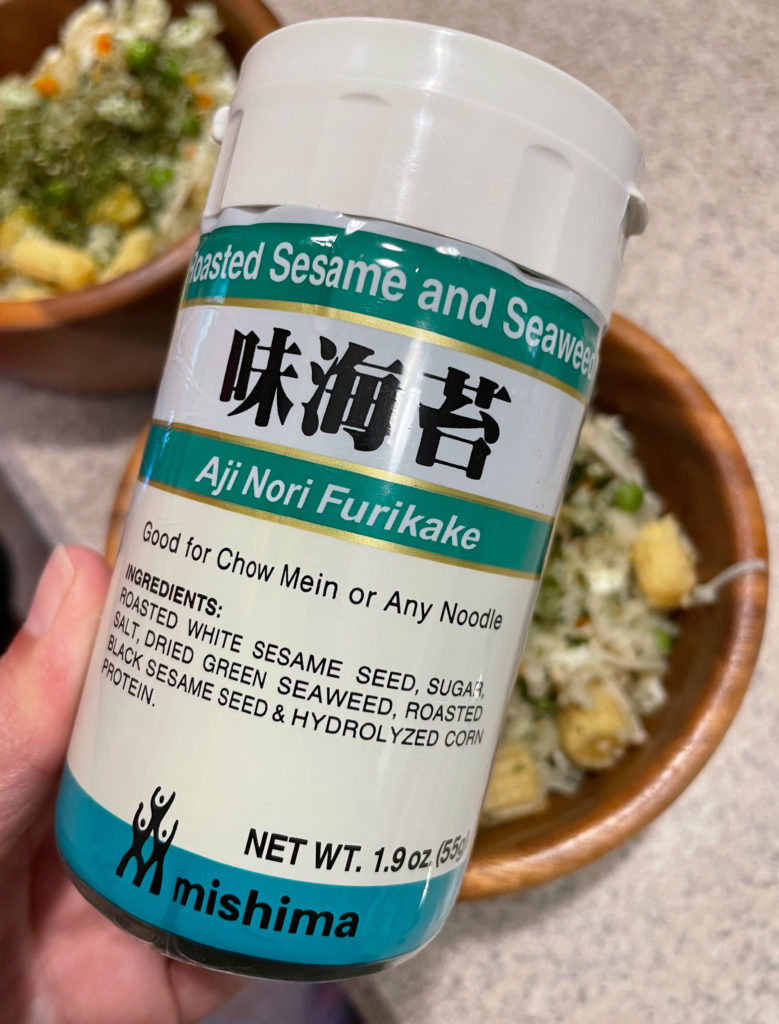 Roasted Sesame and Seaweed
味海苔
Aji Nori Furikake
Good for Chow Mein or Any Noodle
INGREDIENTS:
ROASTED WHITE SESAME SEED, SUGAR,
SALT, DRIED GREEN SEAWEED, ROASTED
BLACK SESAME SEED & HYDROLYZED CORN
PROTEIN.
NET WT. 1.9 oz. (55g)
mishima